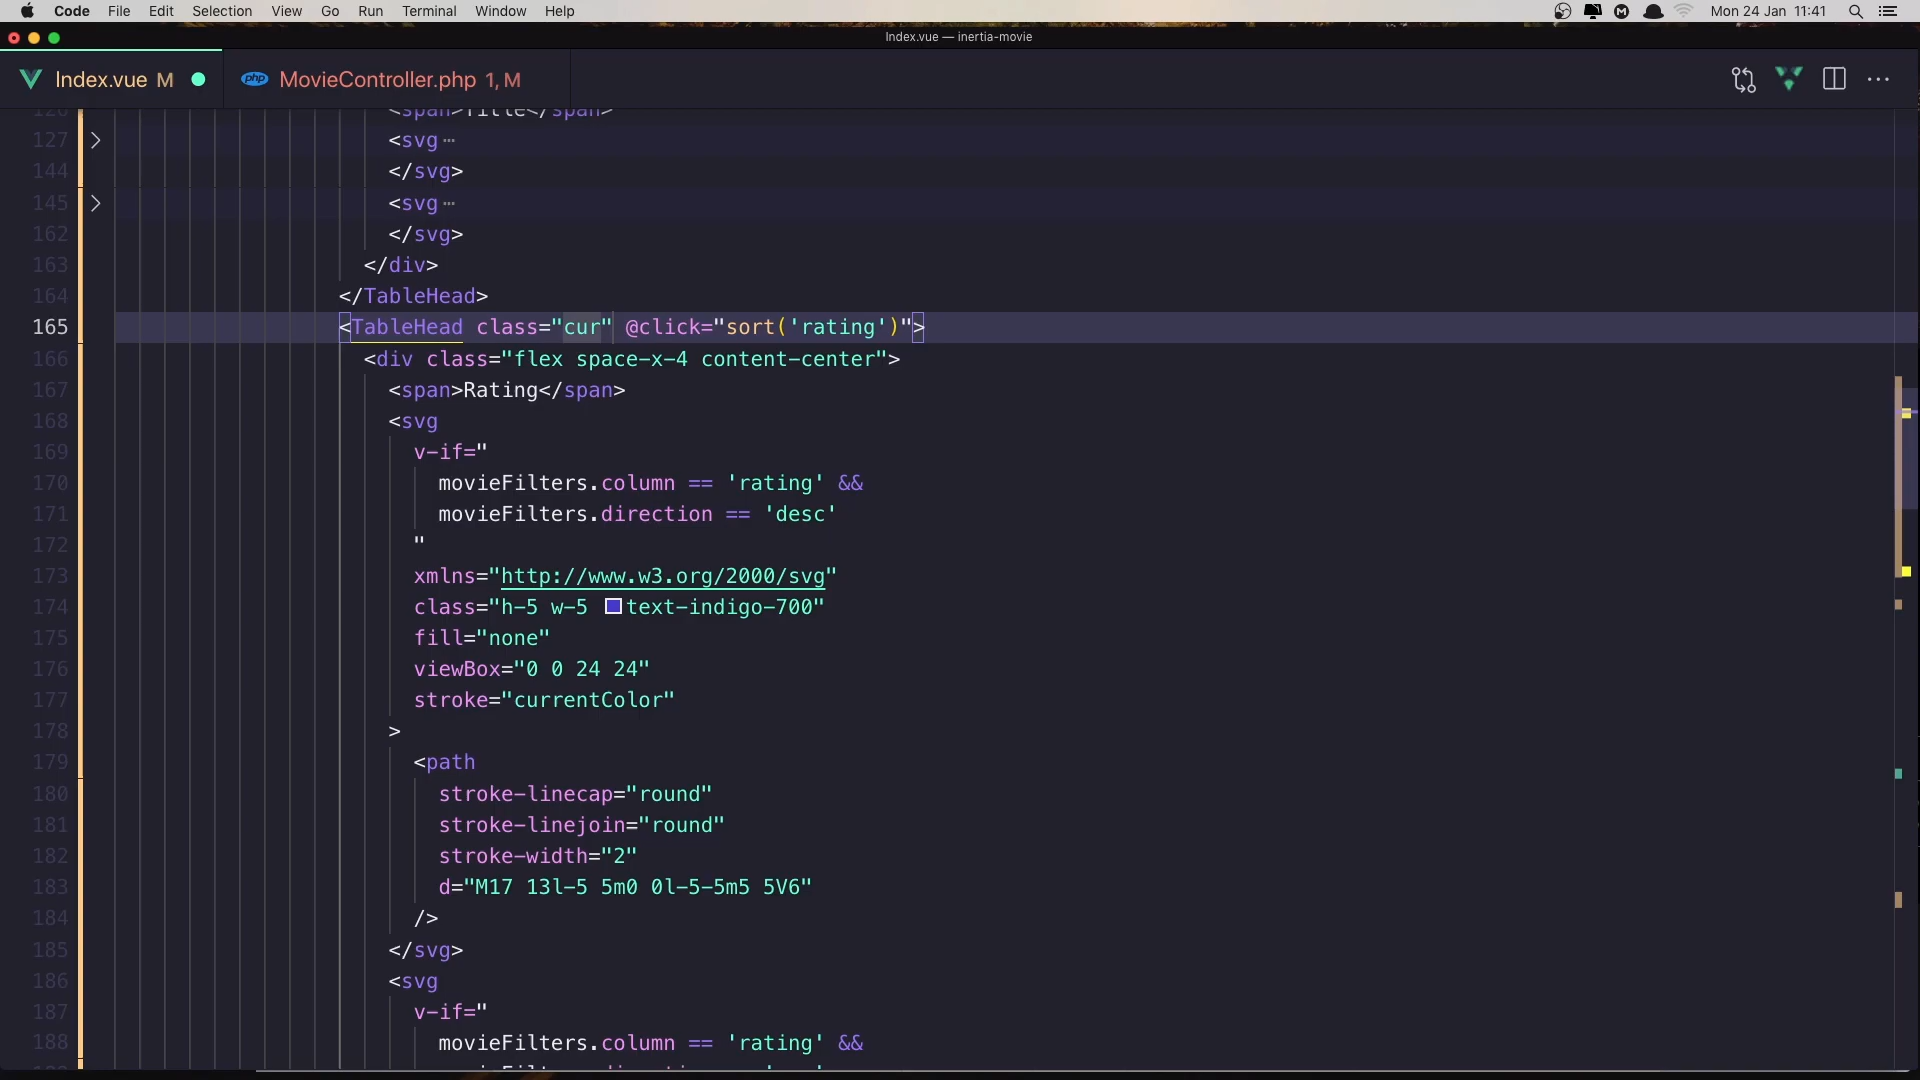 Code File Edit Selection View Go Run Terminal Window Help Mon 24 Jan 11:41
Index.vue — inertia-movie
Index.vue M MovieController.php 1, M
126 <span>Title</span>
127 <svg ⋯
144 </svg>
145 <svg ⋯
162 </svg>
163 </div>
164 </TableHead>
165 <TableHead class="cur" @click="sort('rating')">
166 <div class="flex space-x-4 content-center">
167 <span>Rating</span>
168 <svg
169 v-if="
170 movieFilters.column == 'rating' &&
171 movieFilters.direction == 'desc'
172 "
173 xmlns="http://www.w3.org/2000/svg"
174 class="h-5 w-5 text-indigo-700"
175 fill="none"
176 viewBox="0 0 24 24"
177 stroke="currentColor"
178 >
179 <path
180 stroke-linecap="round"
181 stroke-linejoin="round"
182 stroke-width="2"
183 d="M17 13l-5 5m0 0l-5-5m5 5V6"
184 />
185 </svg>
186 <svg
187 v-if="
188 movieFilters.column == 'rating' &&